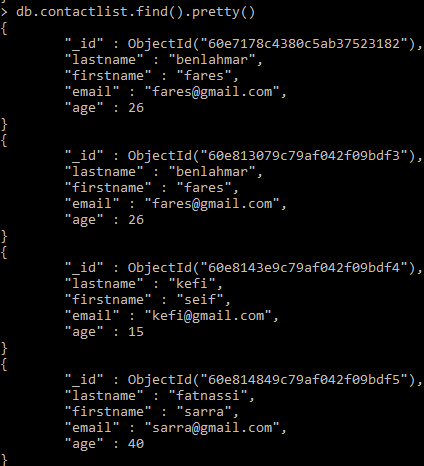 > db.contactlist.find().pretty()
{
"_id" : ObjectId("60e7178c4380c5ab37523182"),
"lastname" : "benlahmar",
"firstname" : "fares",
"email" : "fares@gmail.com",
"age" : 26
}
{
"_id" : ObjectId("60e813079c79af042f09bdf3"),
"lastname" : "benlahmar",
"firstname" : "fares",
"email" : "fares@gmail.com",
"age" : 26
}
{
"_id" : ObjectId("60e8143e9c79af042f09bdf4"),
"lastname" : "kefi",
"firstname" : "seif",
"email" : "kefi@gmail.com",
"age" : 15
}
{
"_id" : ObjectId("60e814849c79af042f09bdf5"),
"lastname" : "fatnassi",
"firstname" : "sarra",
"email" : "sarra@gmail.com",
"age" : 40
}